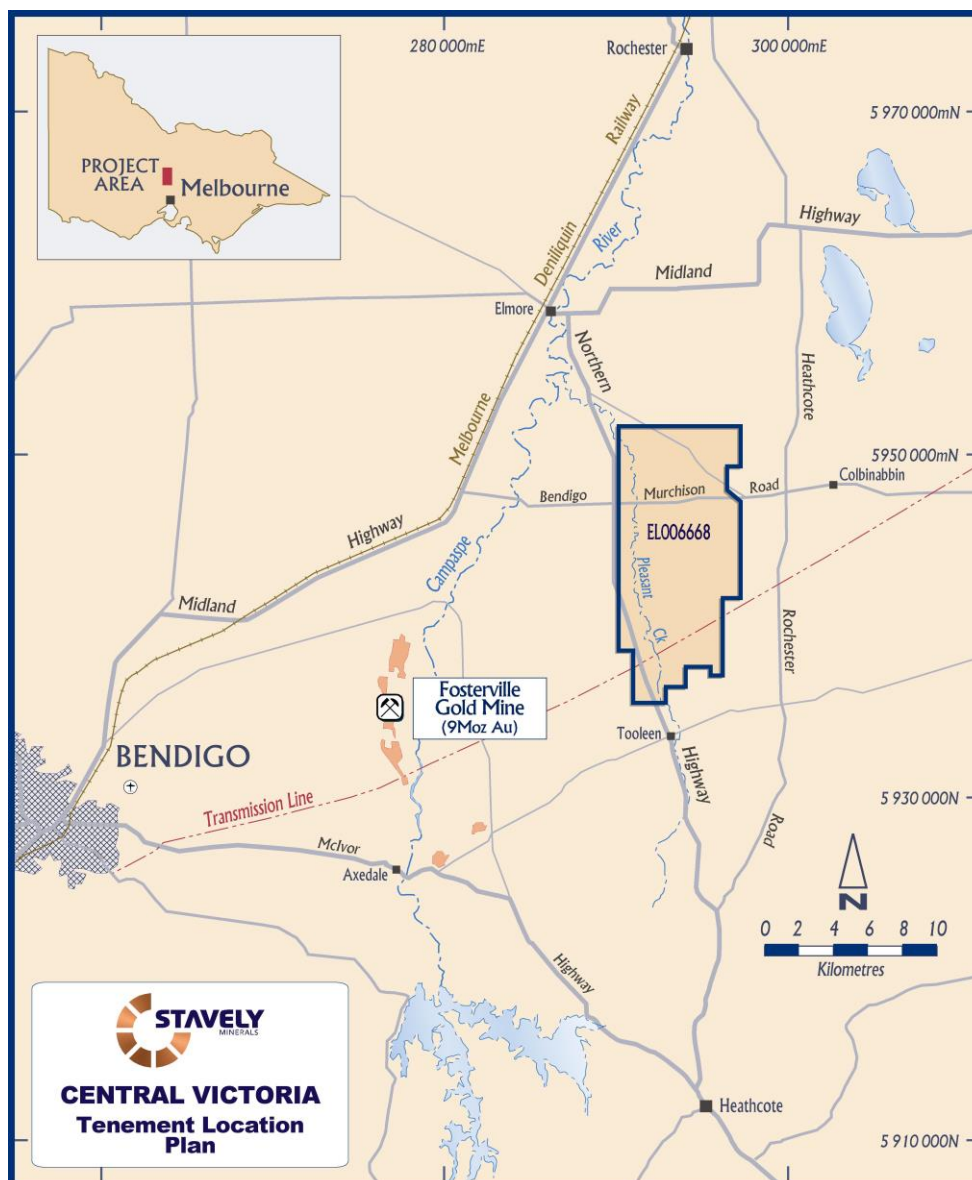 280 000mE
Rochester
300 000mE
5 970 000mN
PROJECT
AREA
Melbourne
Railway
Deniliquin
River
Highway
Midland
Elmore
Northern
Heathcote
Melbourne
5950 000mN
Colbinabbin
Bendigo
Murchison
Road
Highway
EL006668
Campaspe
Pleasant
Ck
Midland
Rochester
Fosterville
Gold Mine
(9Moz Au)
Tooleen
BENDIGO
Highway
Transmission Line
5 930 000N
McIvor
Road
Axedale
N
0 2 4 6 8 10
Kilometres
Highway
STAVELY
MINERALS
CENTRAL VICTORIA
Tenement Location
Plan
Heathcote
5 910 000N